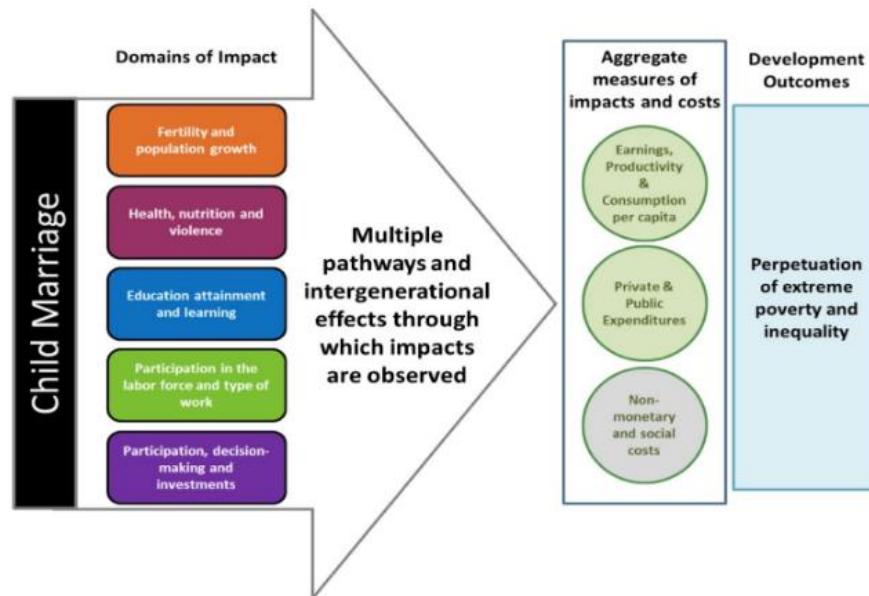 Domains of Impact
Child Marriage
Fertility and
population growth
Health, nutrition and
violence
Education attainment
and learning
Participation in the
labor force and type of
work
Participation, decision-
making and
investments
Multiple
pathways and
intergenerational
effects through
which impacts
are observed
Aggregate
measures of
impacts and costs
Earnings,
Productivity
&
Consumption
per capita
Private &
Public
Expenditures
Non-
monetary
and social
costs
Development
Outcomes
Perpetuation
of extreme
poverty and
inequality